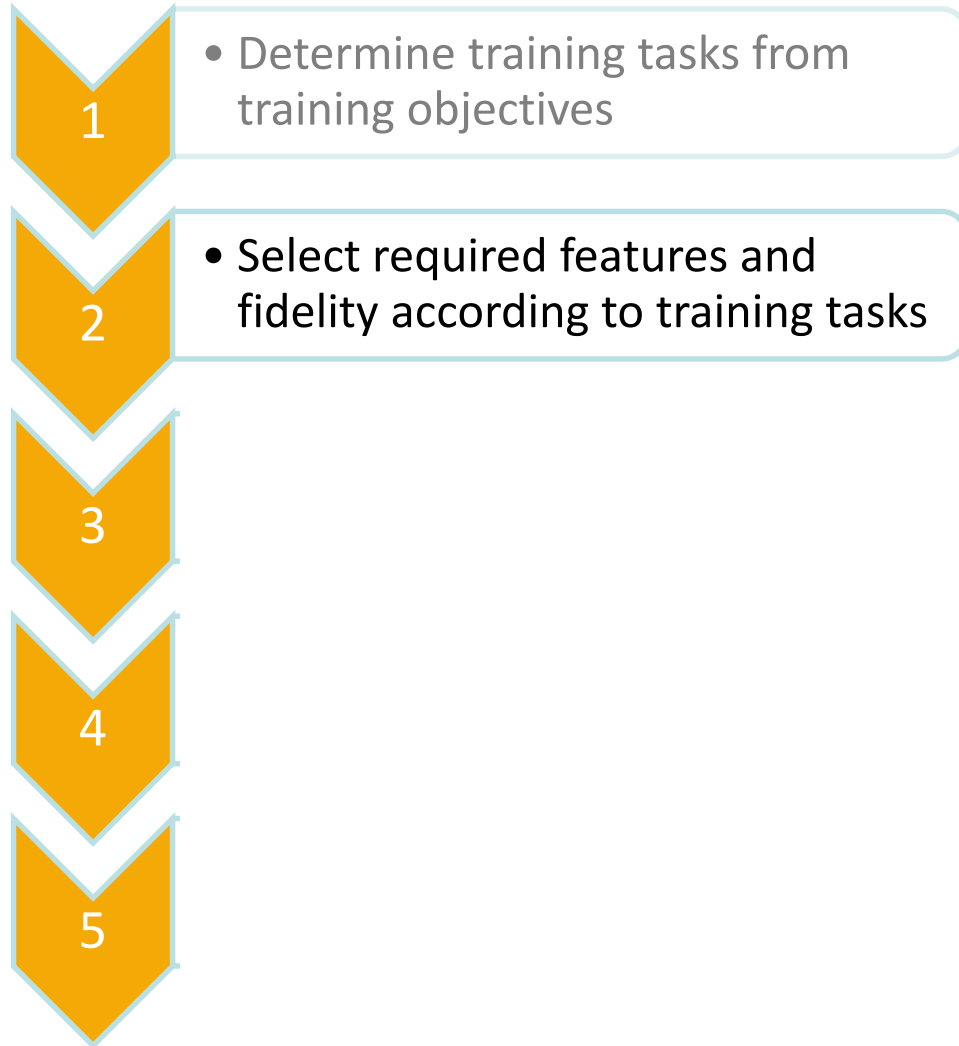 1
• Determine training tasks from
training objectives
2
• Select required features and
fidelity according to training tasks
3
4
5